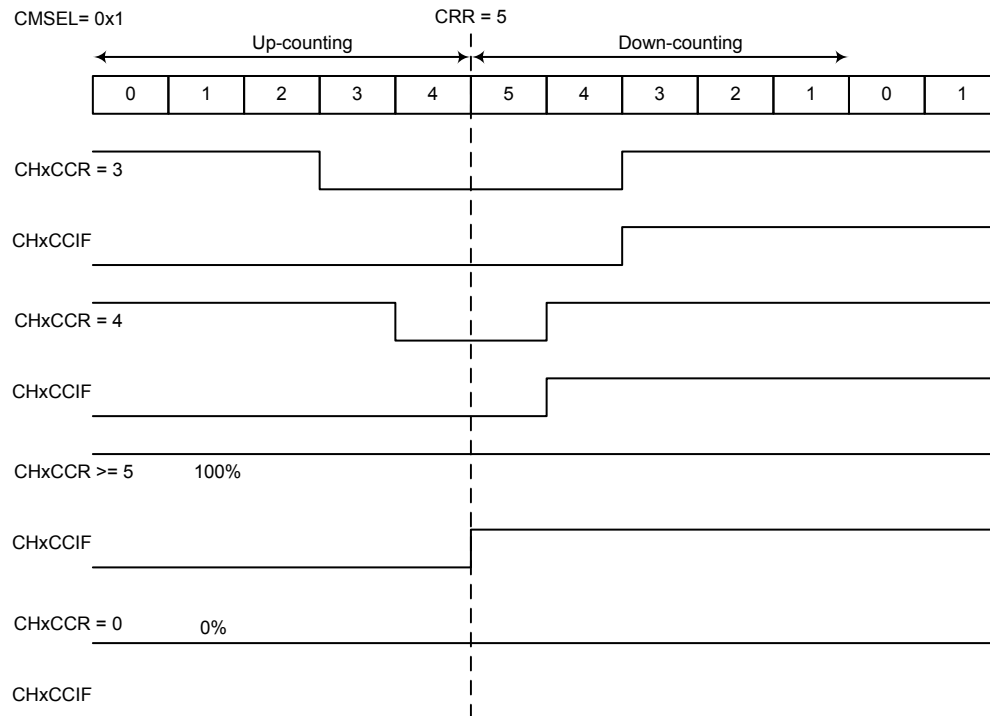 CMSEL= 0x1
CRR = 5
Up-counting Down-counting
0 1 2 3 4 5 4 3 2 1 0 1
CHxCCR = 3
CHxCCIF
CHxCCR = 4
CHxCCIF
CHxCCR >= 5 100%
CHxCCIF
CHxCCR = 0 0%
CHxCCIF